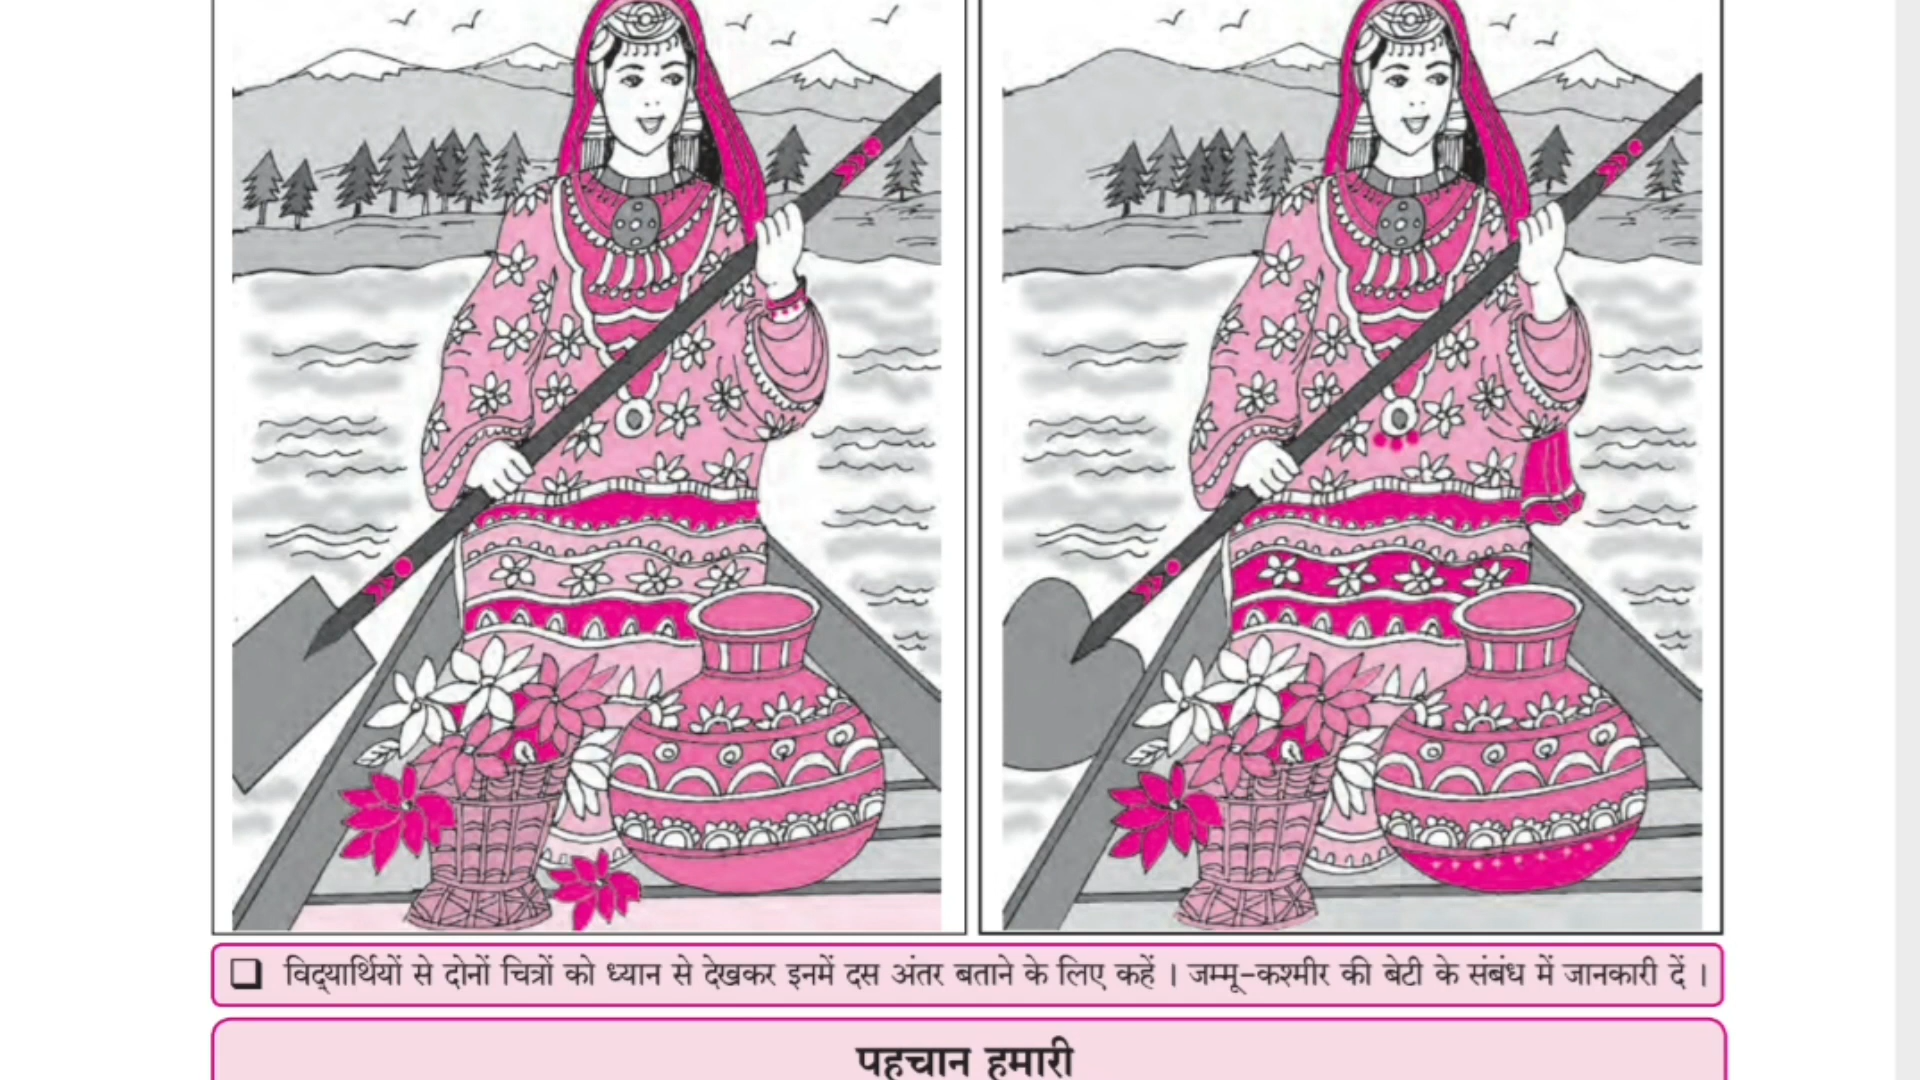 ❑ विद्यार्थियों से दोनों चित्रों को ध्यान से देखकर इनमें दस अंतर बताने के लिए कहें । जम्मू-कश्मीर की बेटी के संबंध में जानकारी दें ।
पहचान हमारी